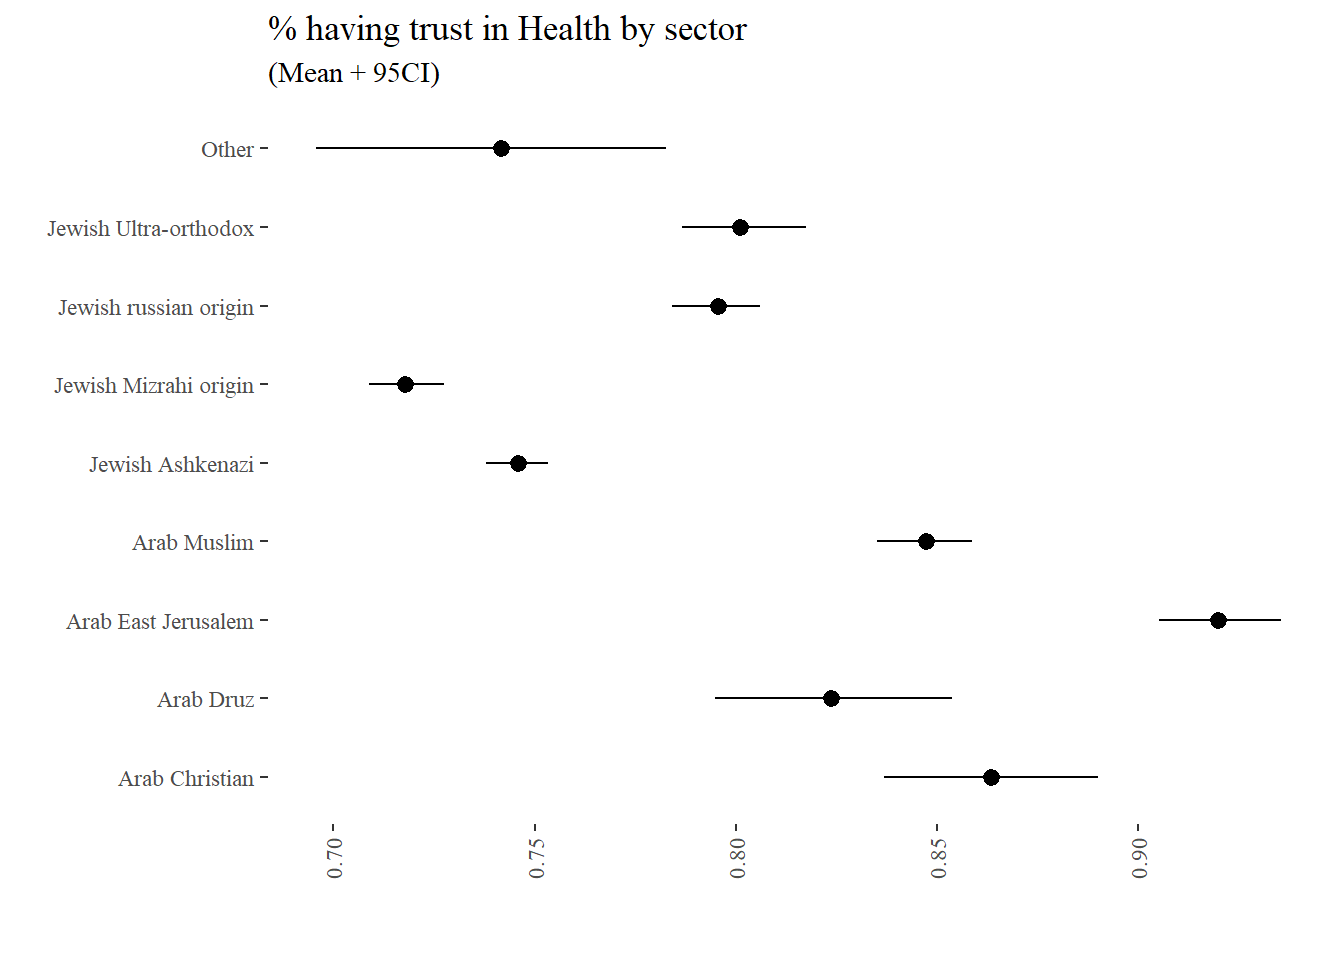 % having trust in Health by sector
(Mean + 95CI)
Other
Jewish Ultra-orthodox
Jewish russian origin
Jewish Mizrahi origin
Jewish Ashkenazi
Arab Muslim
Arab East Jerusalem
Arab Druz
Arab Christian
0.70
0.75
0.80
0.85
0.90